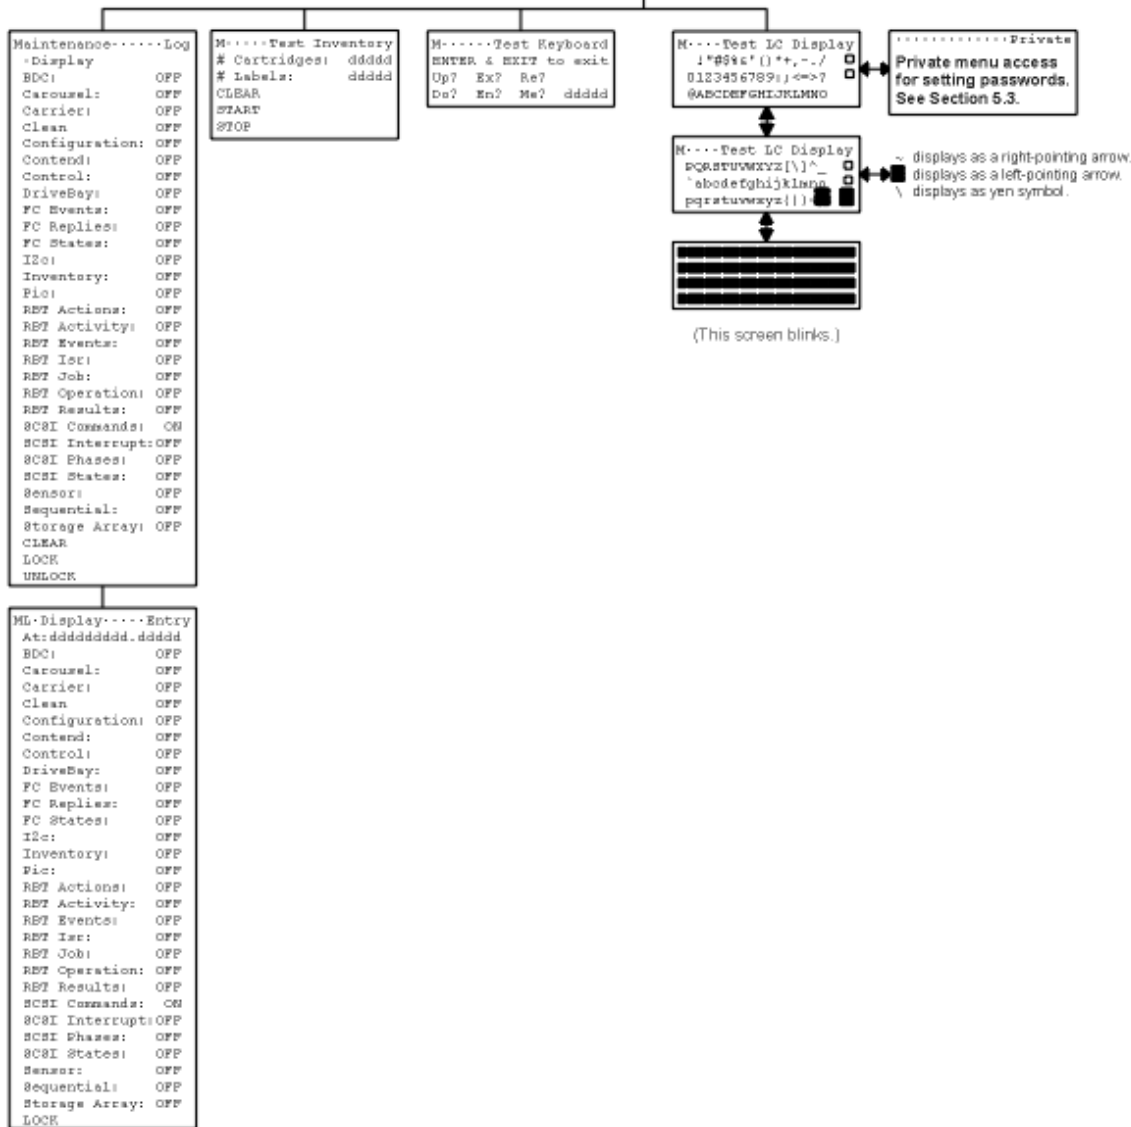 Maintenance······Log
·Display
BDC: OFF
Carousel: OFF
Carrier: OFF
Clean OFF
Configuration: OFF
Contend: OFF
Control: OFF
DriveBay: OFF
FC Events: OFF
FC Replies: OFF
FC States: OFF
I2c: OFF
Inventory: OFF
Pic: OFF
RBT Actions: OFF
RBT Activity: OFF
RBT Events: OFF
RBT Isr: OFF
RBT Job: OFF
RBT Operation: OFF
RBT Results: OFF
SCSI Commands: ON
SCSI Interrupt:OFF
SCSI Phases: OFF
SCSI States: OFF
Sensor: OFF
Sequential: OFF
Storage Array: OFF
CLEAR
LOCK
UNLOCK
ML·Display·····Entry
At:ddddddddd.ddddd
BDC: OFF
Carousel: OFF
Carrier: OFF
Clean OFF
Configuration: OFF
Contend: OFF
Control: OFF
DriveBay: OFF
FC Events: OFF
FC Replies: OFF
FC States: OFF
I2c: OFF
Inventory: OFF
Pic: OFF
RBT Actions: OFF
RBT Activity: OFF
RBT Events: OFF
RBT Isr: OFF
RBT Job: OFF
RBT Operation: OFF
RBT Results: OFF
SCSI Commands: ON
SCSI Interrupt:OFF
SCSI Phases: OFF
SCSI States: OFF
Sensor: OFF
Sequential: OFF
Storage Array: OFF
LOCK
M·····Test Inventory
# Cartridges: ddddd
# Labels: ddddd
CLEAR
START
STOP
M······Test Keyboard
ENTER & EXIT to exit
Up? Ex? Re?
Do? En? Me? ddddd
M····Test LC Display
!"#$%&'()*+,-./
0123456789:;<=>?
@ABCDEFGHIJKLMNO
M····Test LC Display
PQRSTUVWXYZ[\]^_
`abcdefghijklmno
pqrstuvwxyz{|}~
(This screen blinks.)
·············Private
Private menu access
for setting passwords.
See Section 5.3.
~ displays as a right-pointing arrow.
displays as a left-pointing arrow.
\ displays as yen symbol.